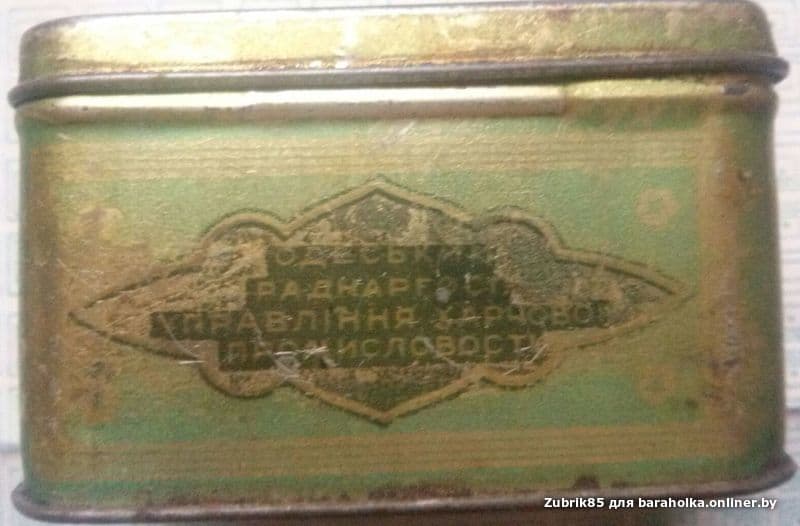 ОДЕСЬКИЙ
РАДНАРГОСП
УПРАВЛІННЯ ХАРЧОВОЇ
ПРОМИСЛОВОСТІ
Zubrik85 для baraholka.onliner.by